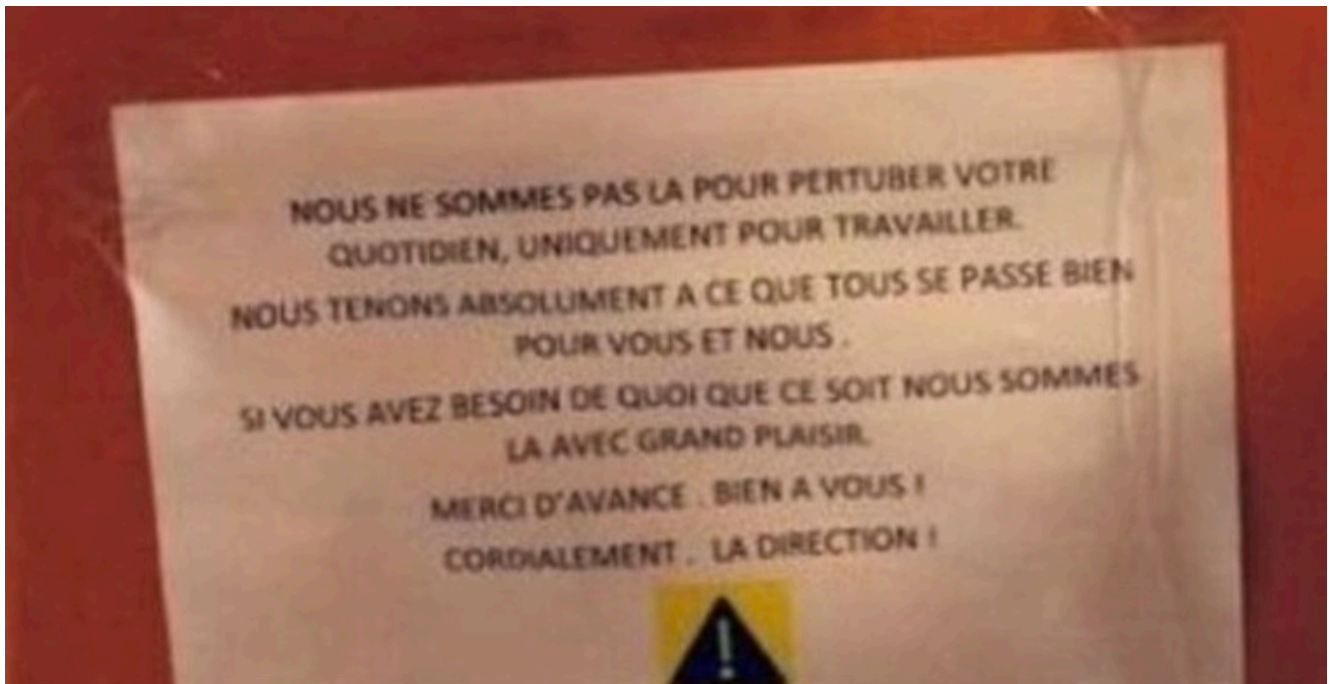 NOUS NE SOMMES PAS LA POUR PERTUBER VOTRE
QUOTIDIEN, UNIQUEMENT POUR TRAVAILLER.
NOUS TENONS ABSOLUMENT A CE QUE TOUS SE PASSE BIEN
POUR VOUS ET NOUS .
SI VOUS AVEZ BESOIN DE QUOI QUE CE SOIT NOUS SOMMES
LA AVEC GRAND PLAISIR.
MERCI D'AVANCE . BIEN A VOUS !
CORDIALEMENT . LA DIRECTION !
!